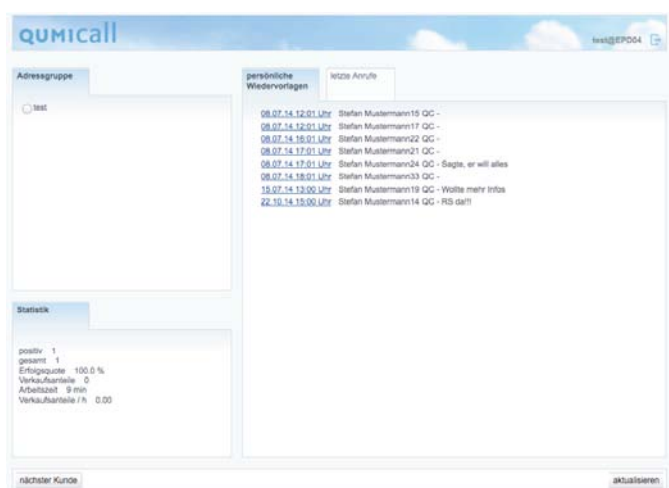 QUMICall
test@EPD04
Adressgruppe
test
persönliche
Wiedervorlagen
letzte Anrufe
08.07.14 12:01 Uhr Stefan Mustermann15 QC -
08.07.14 12:01 Uhr Stefan Mustermann17 QC -
08.07.14 16:01 Uhr Stefan Mustermann22 QC -
08.07.14 17:01 Uhr Stefan Mustermann21 QC -
08.07.14 17:01 Uhr Stefan Mustermann24 QC - Sagte, er will alles
08.07.14 18:01 Uhr Stefan Mustermann33 QC -
15.07.14 13:00 Uhr Stefan Mustermann19 QC - Wollte mehr Infos
22.10.14 15:00 Uhr Stefan Mustermann14 QC - RS da!!!
Statistik
positiv 1
gesamt 1
Erfolgsquote 100.0 %
Verkaufsanteile 0
Arbeitszeit 9 min
Verkaufsanteile / h 0.00
nächster Kunde
aktualisieren